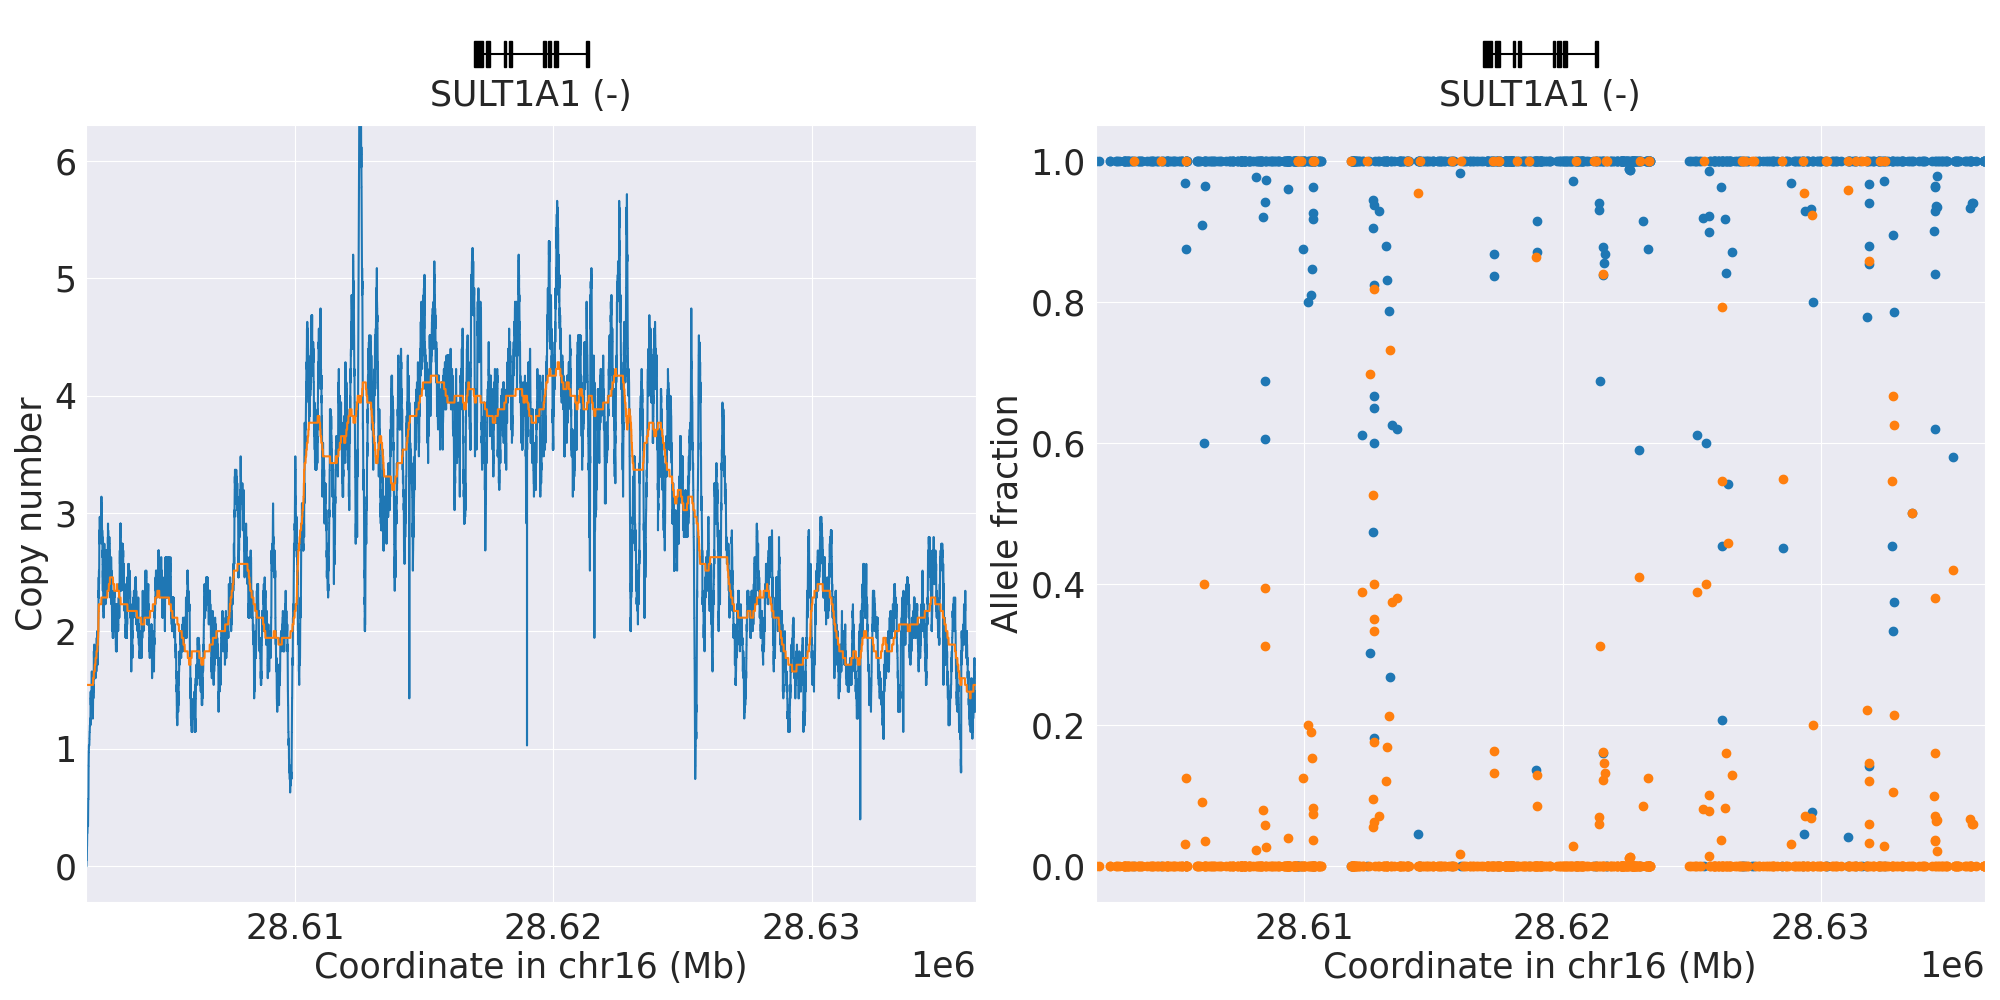 SULT1A1 (-)
6
5
4
3
2
1
0
Copy number
28.61
28.62
28.63
Coordinate in chr16 (Mb)
1e6
SULT1A1 (-)
1.0
0.8
0.6
0.4
0.2
0.0
Allele fraction
28.61
28.62
28.63
Coordinate in chr16 (Mb)
1e6